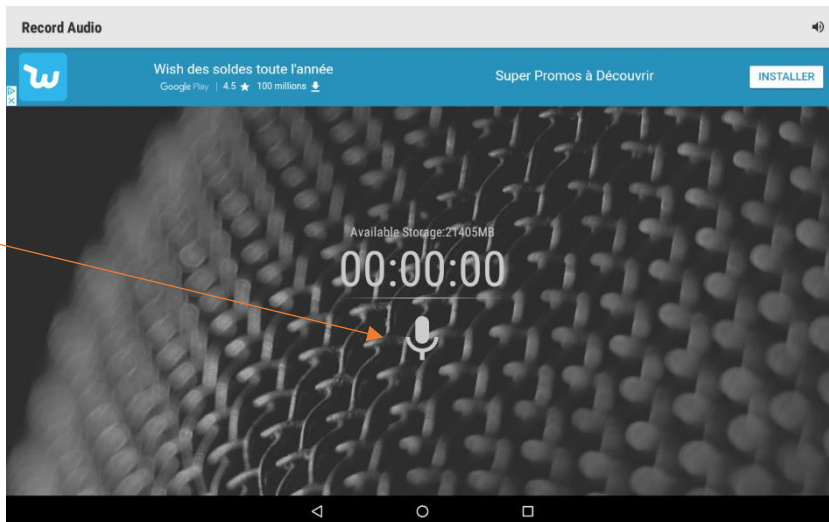 Record Audio
Wish des soldes toute l'année
Google Play | 4.5 ★ 100 millions
Super Promos à Découvrir
INSTALLER
Available Storage:21405MB
00:00:00